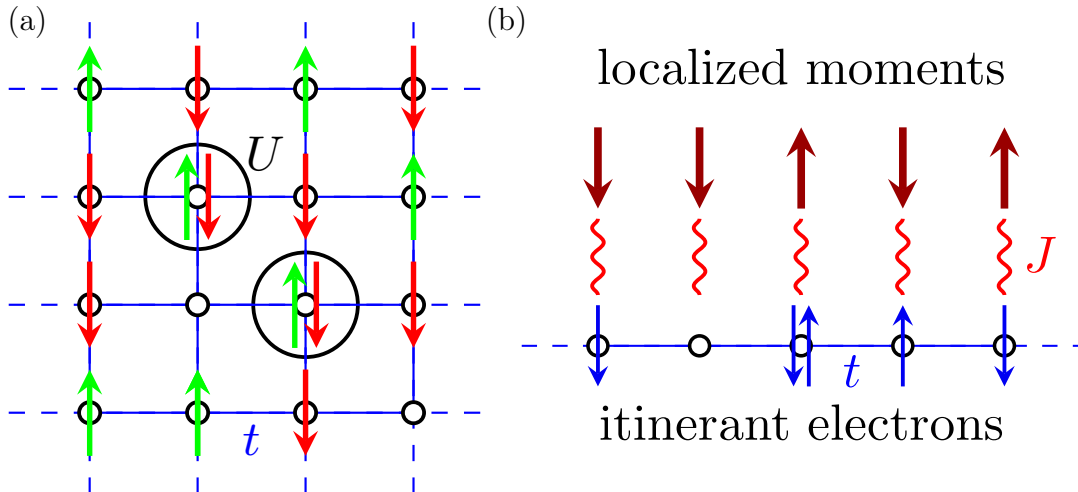 (a)
U
t
(b)
localized moments
J
t
itinerant electrons